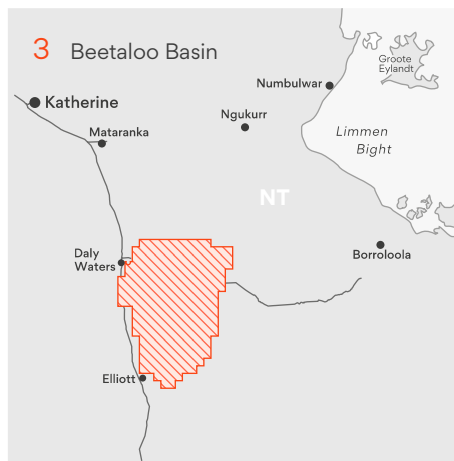 3 Beetaloo Basin
Groote
Eylandt
Numbulwar
Katherine
Ngukurr
Mataranka
Limmen
Bight
NT
Daly
Waters
Borroloola
Elliott